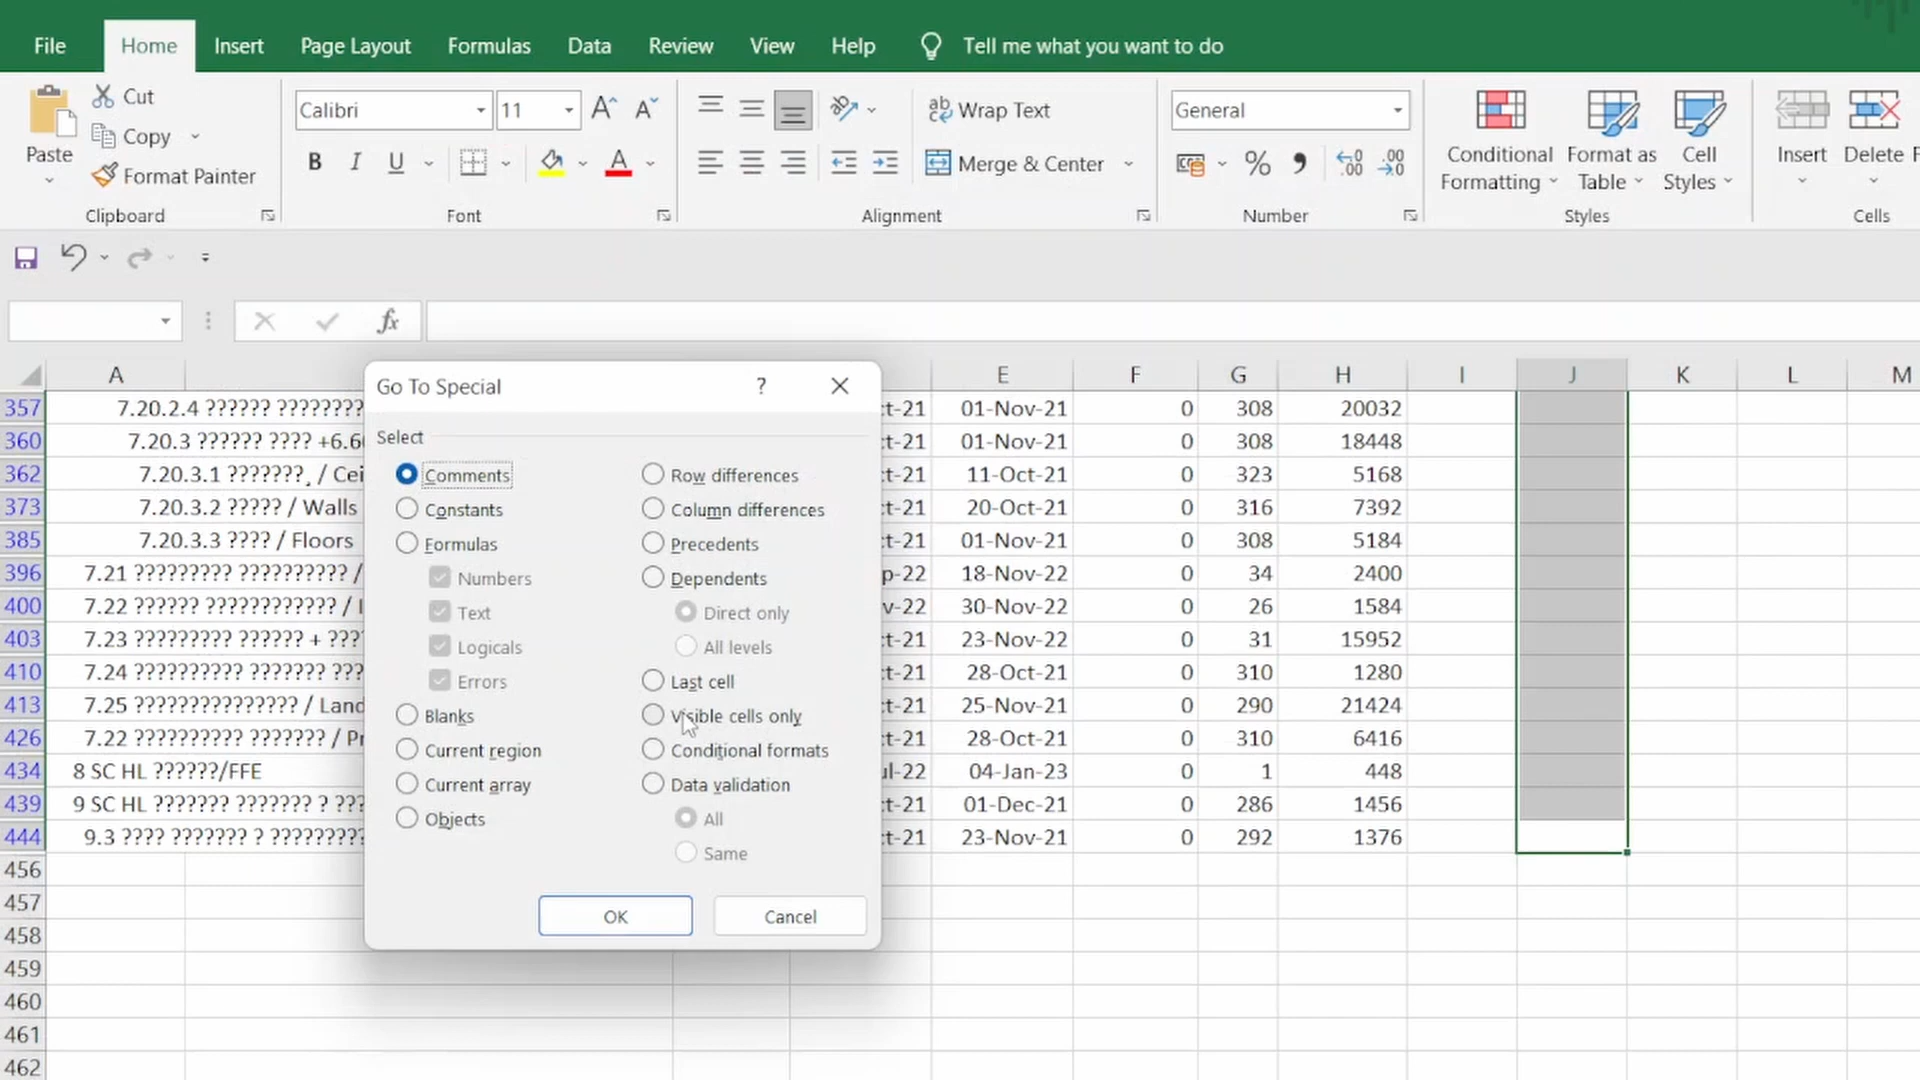 File Home Insert Page Layout Formulas Data Review View Help Tell me what you want to do
Paste Cut Copy Format Painter Clipboard
Calibri 11 A A B I U A Font
ab Wrap Text Merge & Center Alignment
General % .00 .00 Number
Conditional Formatting Format as Table Cell Styles Styles
Insert Delete Cells
fx
A E F G H I J K L M
357 7.20.2.4 ?????? ???????? t-21 01-Nov-21 0 308 20032
360 7.20.3 ?????? ???? +6.6 t-21 01-Nov-21 0 308 18448
362 7.20.3.1 ???????¸ / Cei t-21 11-Oct-21 0 323 5168
373 7.20.3.2 ????? / Walls t-21 20-Oct-21 0 316 7392
385 7.20.3.3 ???? / Floors t-21 01-Nov-21 0 308 5184
396 7.21 ????????? ?????????? / p-22 18-Nov-22 0 34 2400
400 7.22 ?????? ???????????? / v-22 30-Nov-22 0 26 1584
403 7.23 ????????? ?????? + ??? t-21 23-Nov-22 0 31 15952
410 7.24 ?????????? ??????? ??? t-21 28-Oct-21 0 310 1280
413 7.25 ??????????????? / Land t-21 25-Nov-21 0 290 21424
426 7.22 ?????????? ??????? / Pr t-21 28-Oct-21 0 310 6416
434 8 SC HL ??????/FFE ul-22 04-Jan-23 0 1 448
439 9 SC HL ??????? ??????? ? ??? t-21 01-Dec-21 0 286 1456
444 9.3 ???? ??????? ? ????????? t-21 23-Nov-21 0 292 1376
456
457
458
459
460
461
462
Go To Special ?
Select
Comments Row differences
Constants Column differences
Formulas Precedents
Numbers Dependents
Text Direct only
Logicals All levels
Errors Last cell
Blanks Visible cells only
Current region Conditional formats
Current array Data validation
Objects All
Same
OK Cancel